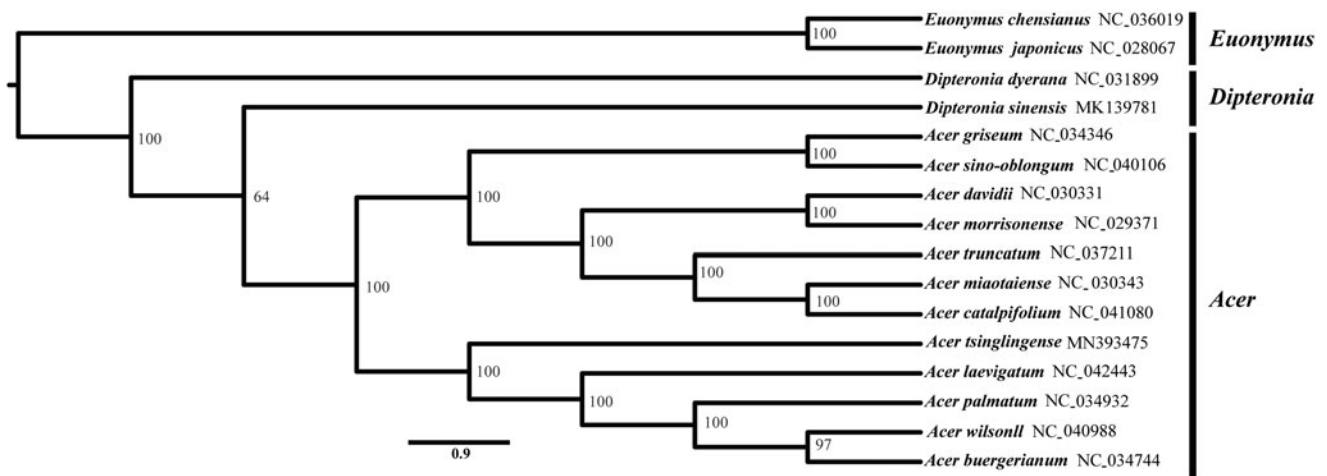 Euonymus chensianus NC_036019
100
Euonymus japonicus NC_028067
Euonymus
Dipteronia dyerana NC_031899
Dipteronia sinensis MK139781
Dipteronia
100
64
Acer griseum NC_034346
100
Acer sino-oblongum NC_040106
100
Acer davidii NC_030331
100
Acer morrisonense NC_029371
100
Acer truncatum NC_037211
100
Acer miaotaiense NC_030343
100
Acer catalpifolium NC_041080
100
Acer
Acer tsinglingense MN393475
100
Acer laevigatum NC_042443
100
Acer palmatum NC_034932
100
Acer wilsonll NC_040988
97
Acer buergerianum NC_034744
0.9